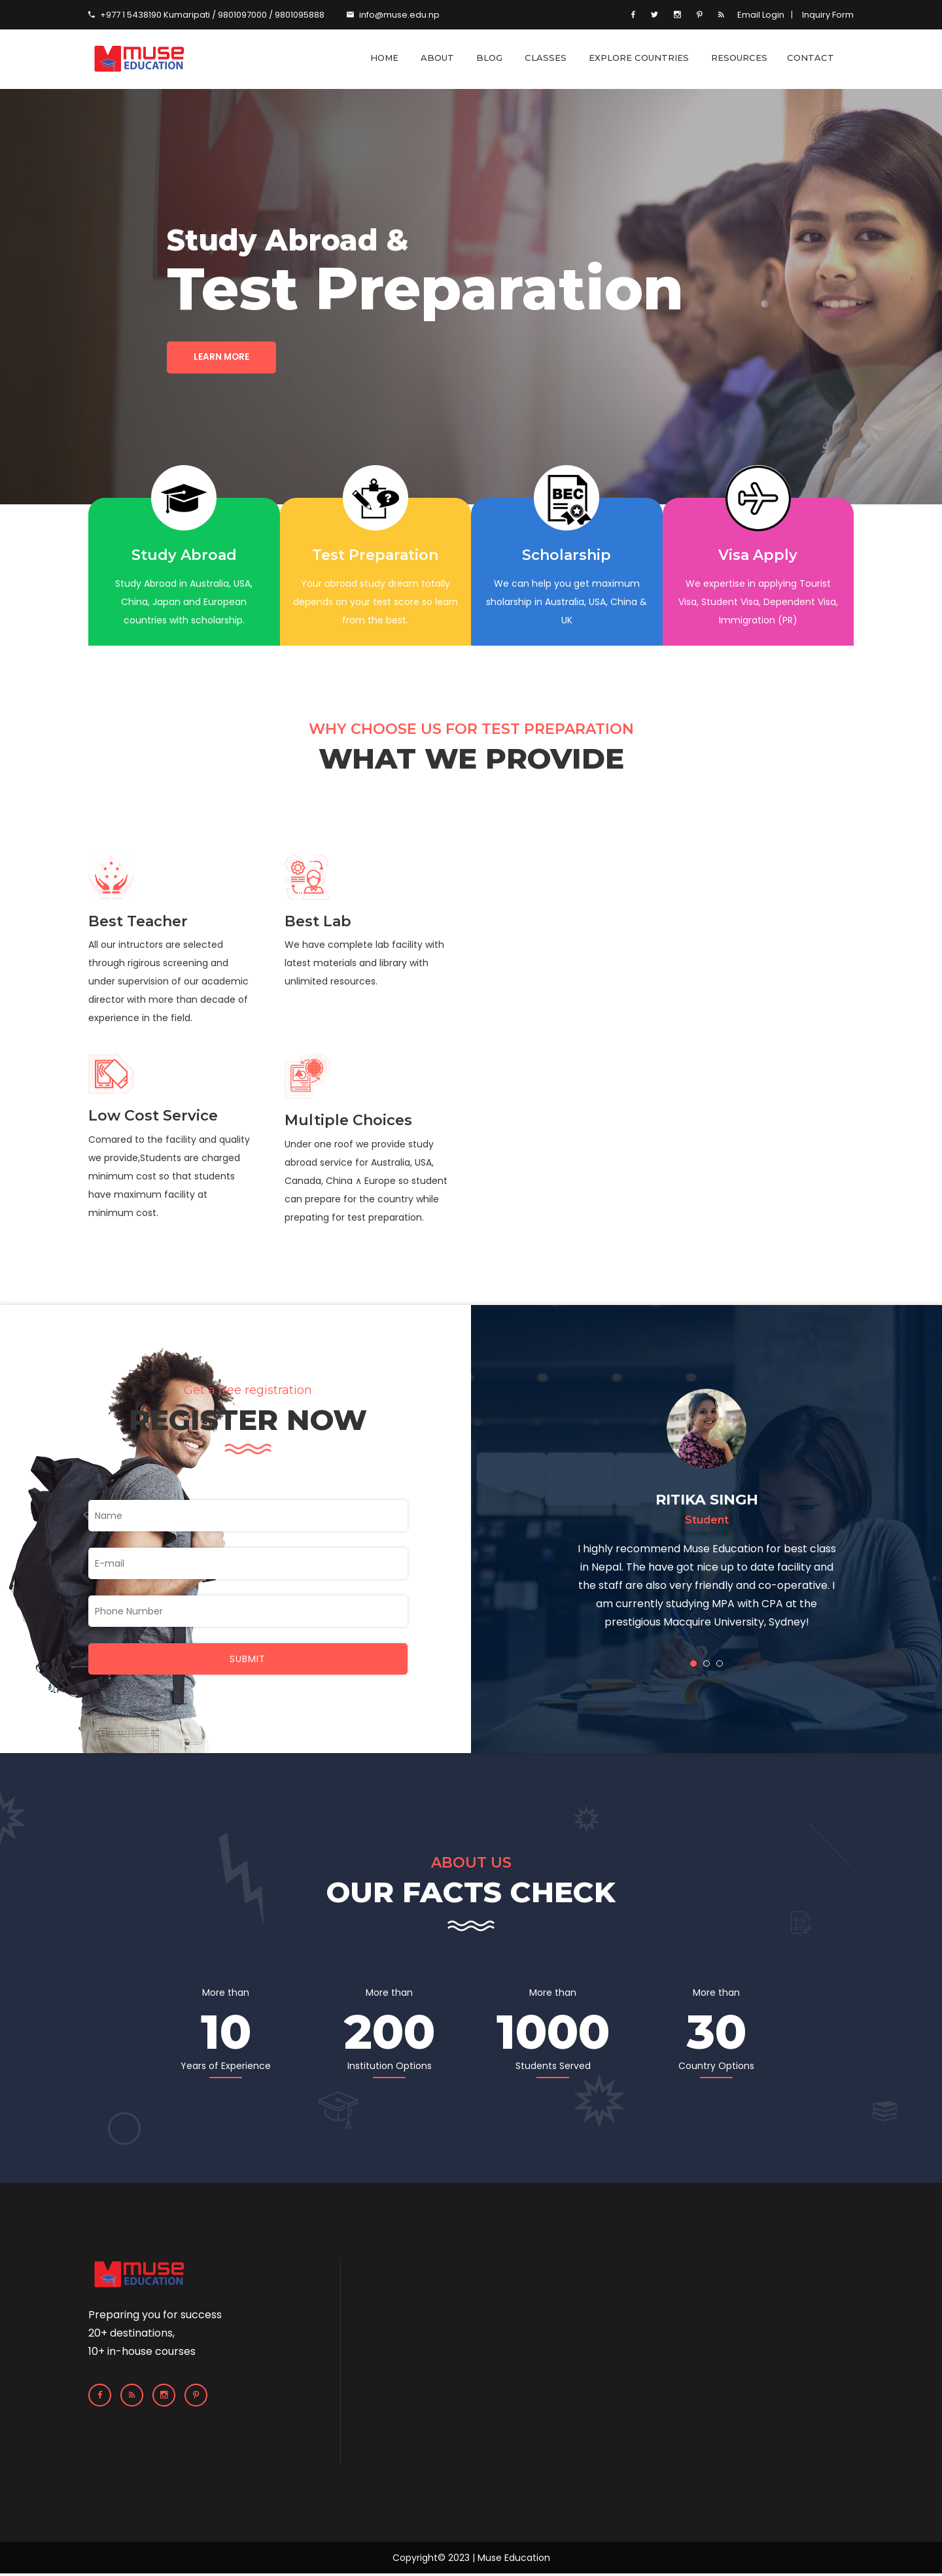 +977 1 5438190 Kumaripati / 9801097000 / 9801095888
info@muse.edu.np
Email Login |
Inquiry Form
muse
EDUCATION
HOME
ABOUT
BLOG
CLASSES
EXPLORE COUNTRIES
RESOURCES
CONTACT
Study Abroad &
Test Preparation
LEARN MORE
Study Abroad
Study Abroad in Australia, USA,
China, Japan and European
countries with scholarship.
Test Preparation
Your abroad study dream totally
depends on your test score so learn
from the best.
BEC
Scholarship
We can help you get maximum
sholarship in Australia, USA, China &
UK
Visa Apply
We expertise in applying Tourist
Visa, Student Visa, Dependent Visa,
Immigration (PR)
WHY CHOOSE US FOR TEST PREPARATION
WHAT WE PROVIDE
Best Teacher
All our intructors are selected
through rigirous screening and
under supervision of our academic
director with more than decade of
experience in the field.
Best Lab
We have complete lab facility with
latest materials and library with
unlimited resources.
Low Cost Service
Comared to the facility and quality
we provide,Students are charged
minimum cost so that students
have maximum facility at
minimum cost.
Multiple Choices
Under one roof we provide study
abroad service for Australia, USA,
Canada, China ∧ Europe so student
can prepare for the country while
prepating for test preparation.
Get a free registration
REGISTER NOW
Name
E-mail
Phone Number
SUBMIT
RITIKA SINGH
Student
I highly recommend Muse Education for best class
in Nepal. The have got nice up to date facility and
the staff are also very friendly and co-operative. I
am currently studying MPA with CPA at the
prestigious Macquire University, Sydney!
ABOUT US
OUR FACTS CHECK
More than
10
Years of Experience
More than
200
Institution Options
More than
1000
Students Served
More than
30
Country Options
muse
EDUCATION
Preparing you for success
20+ destinations,
10+ in-house courses
Copyright© 2023 | Muse Education